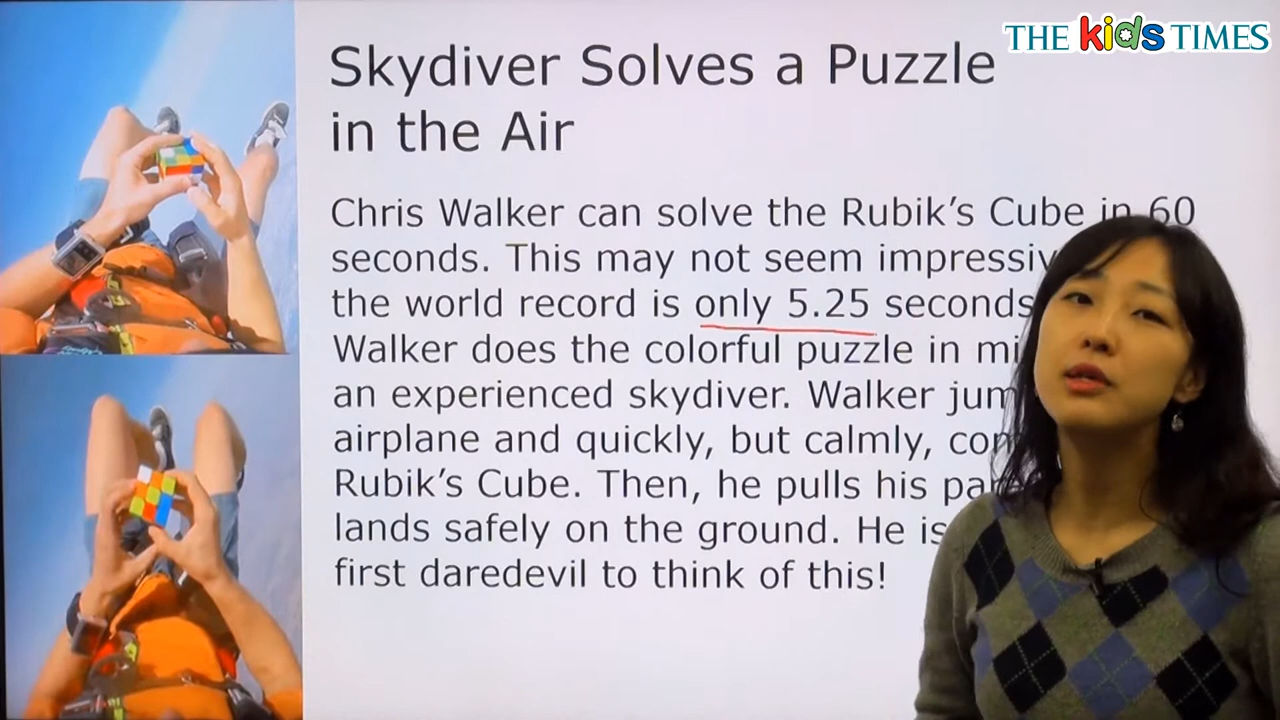 THE kids TIMES
Skydiver Solves a Puzzle
in the Air
Chris Walker can solve the Rubik's Cube in 60
seconds. This may not seem
the world record is only 5.25 seconds
Walker does the colorful puzzle in
an experienced skydiver. Walker
airplane and quickly, but calmly,
Rubik's Cube. Then, he pulls his
lands safely on the ground. He is
first daredevil to think of this!